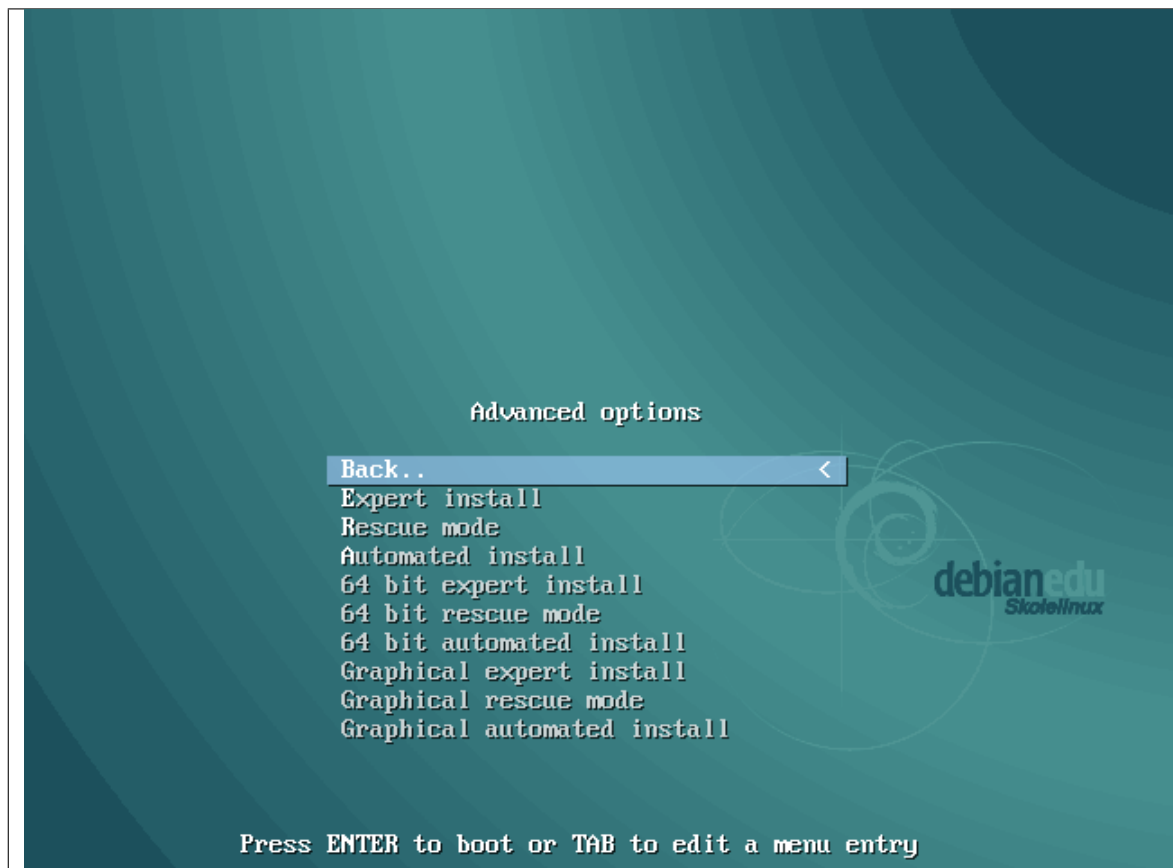 Advanced options
Back.. <
Expert install
Rescue mode
Automated install
64 bit expert install
64 bit rescue mode
64 bit automated install
Graphical expert install
Graphical rescue mode
Graphical automated install
debianedu
Skolelinux
Press ENTER to boot or TAB to edit a menu entry